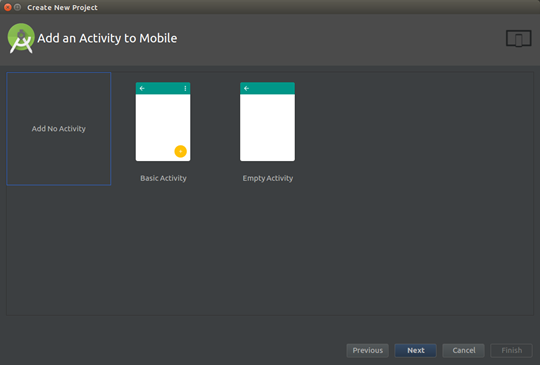 Create New Project
Add an Activity to Mobile
Add No Activity
Basic Activity
Empty Activity
Previous
Next
Cancel
Finish